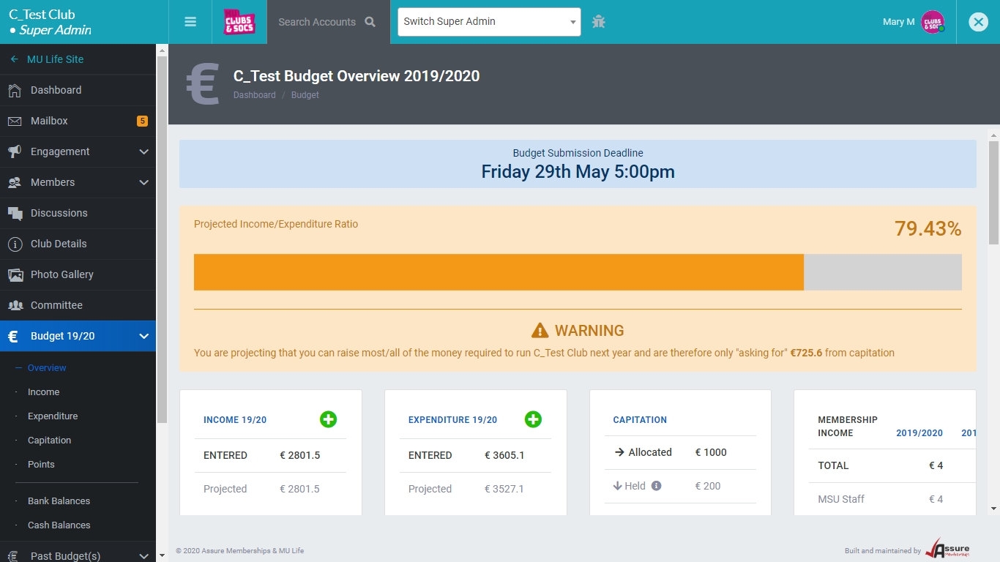 C_Test Club
• Super Admin
MU
CLUBS
& SOCS
Search Accounts
Switch Super Admin
Mary M
CLUBS
& SOCS
MU Life Site
Dashboard
Mailbox
5
Engagement
Members
Discussions
Club Details
Photo Gallery
Committee
€ Budget 19/20
Overview
Income
Expenditure
Capitation
Points
Bank Balances
Cash Balances
€ Past Budget(s)
€
C_Test Budget Overview 2019/2020
Dashboard / Budget
Budget Submission Deadline
Friday 29th May 5:00pm
Projected Income/Expenditure Ratio
79.43%
WARNING
You are projecting that you can raise most/all of the money required to run C_Test Club next year and are therefore only "asking for" €725.6 from capitation
INCOME 19/20
ENTERED € 2801.5
Projected € 2801.5
EXPENDITURE 19/20
ENTERED € 3605.1
Projected € 3527.1
CAPITATION
Allocated € 1000
Held € 200
MEMBERSHIP
INCOME 2019/2020 201
TOTAL € 4
MSU Staff € 4
© 2020 Assure Memberships & MU Life
Built and maintained by
Assure
Memberships